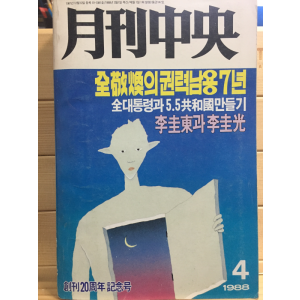 月刊中央
全敬煥의 권력남용 7년
全대통령과 5.5共和國만들기
李圭東과 李圭光
創刊20周年 記念号
4
1988